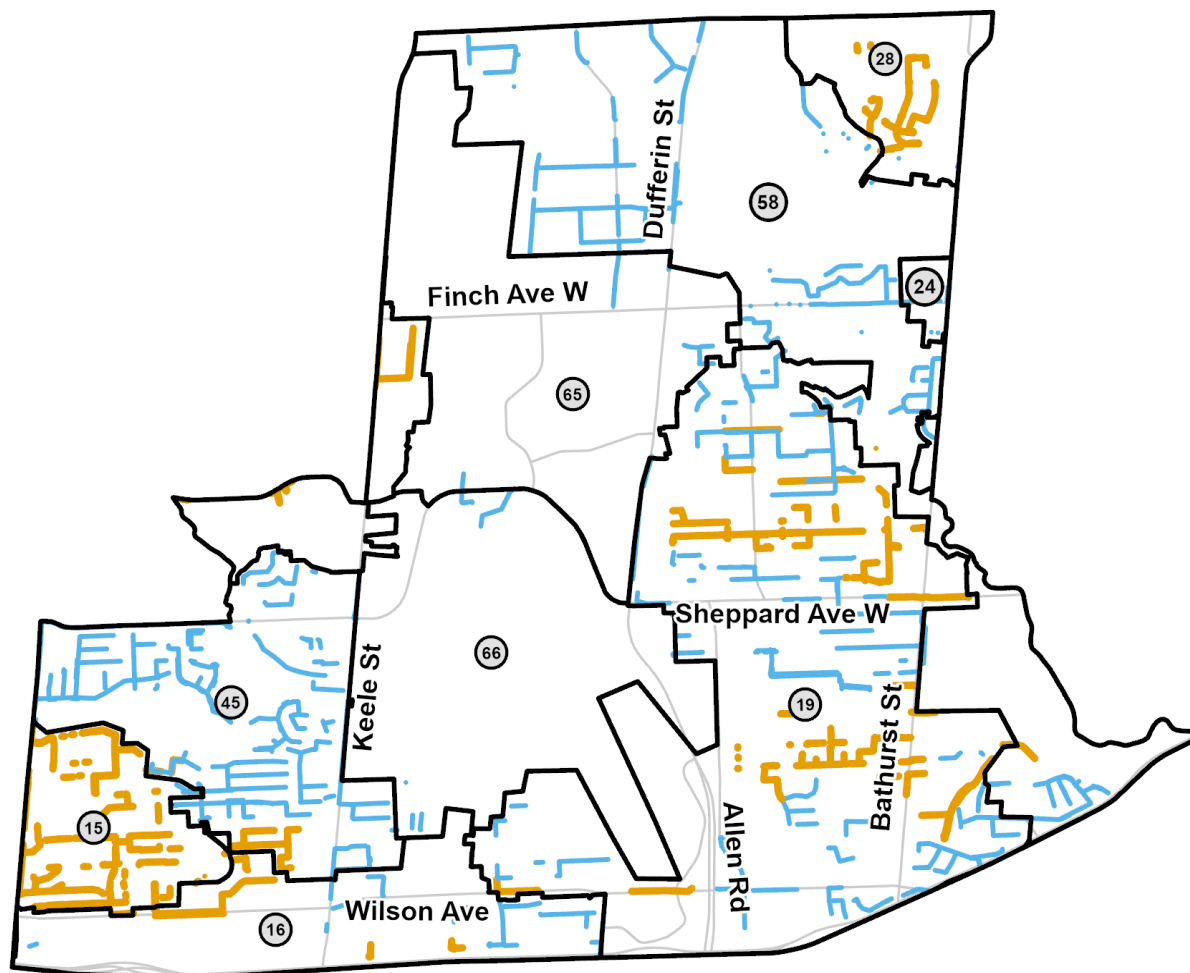 28
Dufferin St
58
24
Finch Ave W
65
Sheppard Ave W
66
Keele St
45
19
Bathurst St
15
Allen Rd
Wilson Ave
16